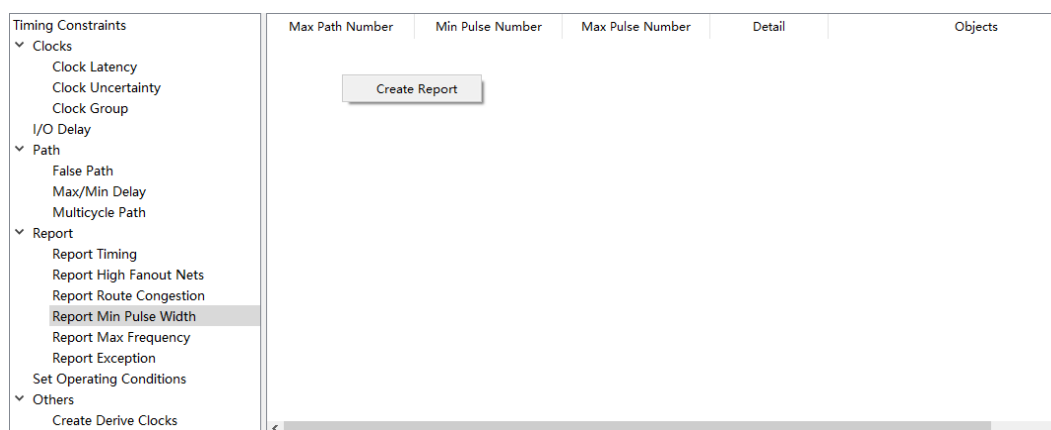 Timing Constraints
Clocks
Clock Latency
Clock Uncertainty
Clock Group
I/O Delay
Path
False Path
Max/Min Delay
Multicycle Path
Report
Report Timing
Report High Fanout Nets
Report Route Congestion
Report Min Pulse Width
Report Max Frequency
Report Exception
Set Operating Conditions
Others
Create Derive Clocks
Max Path Number Min Pulse Number Max Pulse Number Detail Objects
Create Report